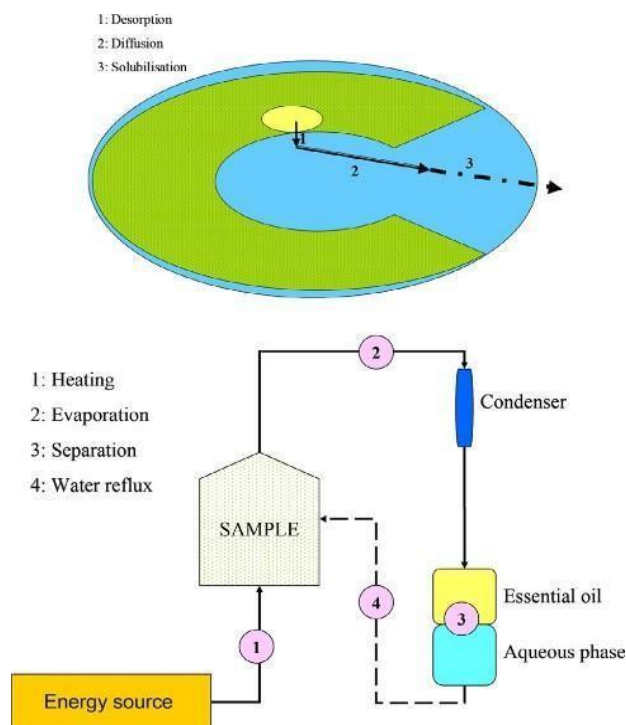 1: Desorption
2: Diffusion
3: Solubilisation
1
2
3
1: Heating
2: Evaporation
3: Separation
4: Water reflux
2
Condenser
SAMPLE
Essential oil
4
3
Aqueous phase
1
Energy source